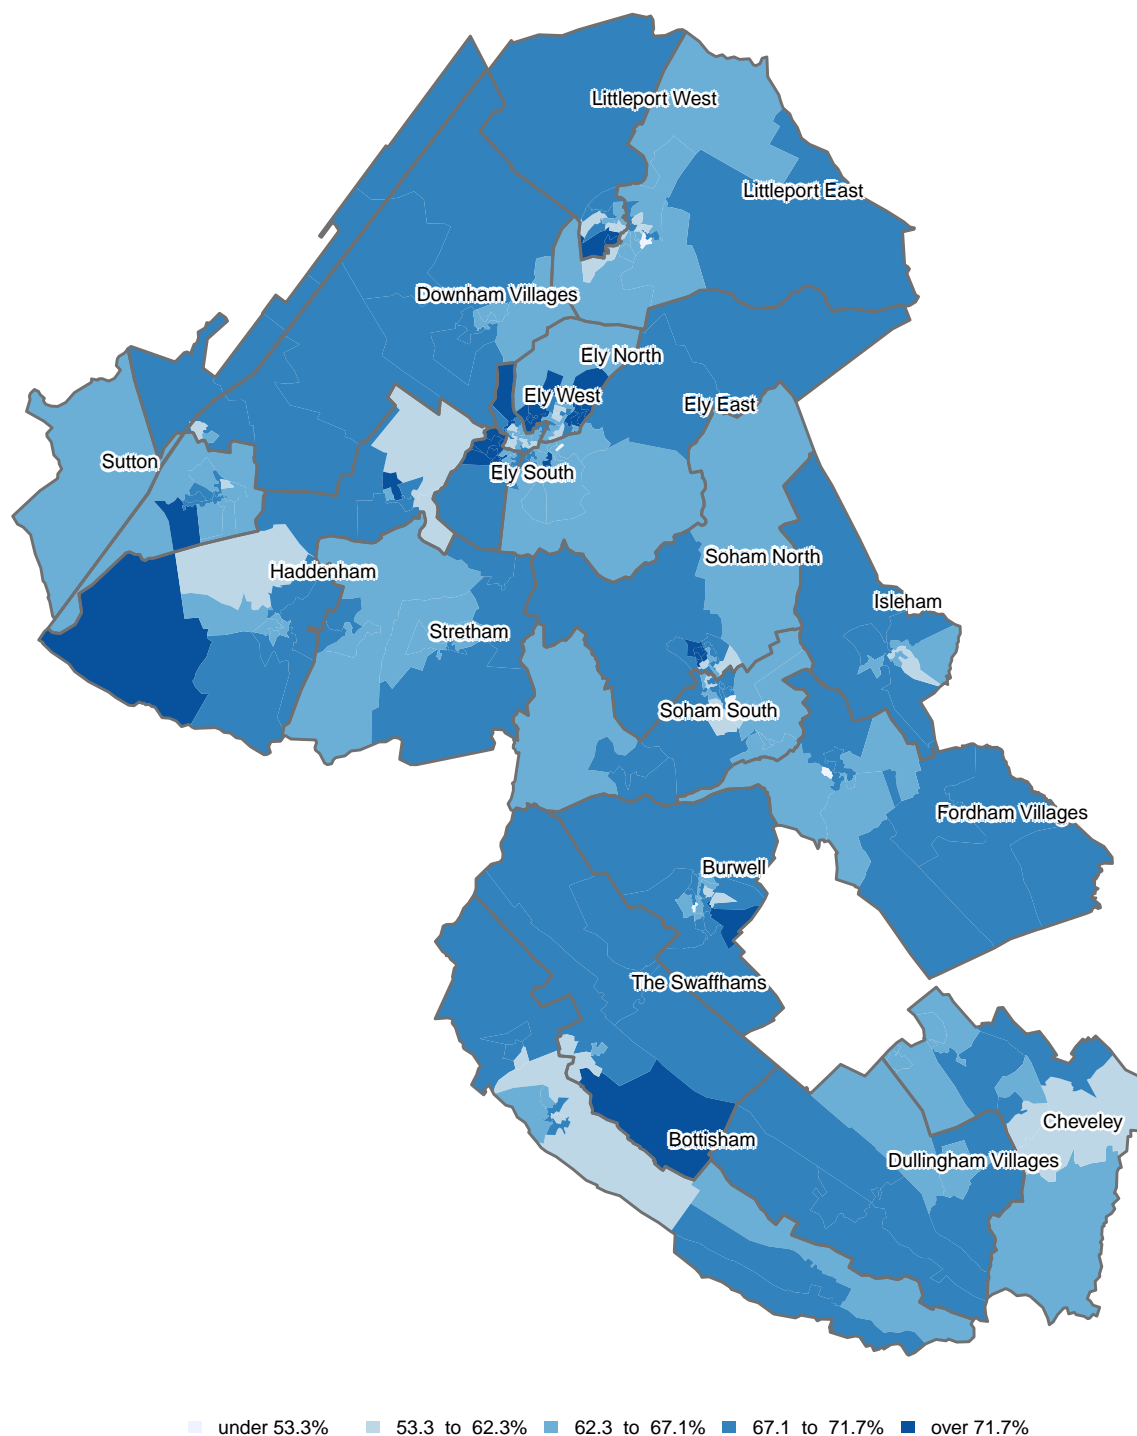 Littleport West
Littleport East
Downham Villages
Ely North
Ely West
Ely East
Sutton
Ely South
Soham North
Haddenham
Isleham
Stretham
Soham South
Fordham Villages
Burwell
The Swaffhams
Cheveley
Bottisham
Dullingham Villages
under 53.3% 53.3 to 62.3% 62.3 to 67.1% 67.1 to 71.7% over 71.7%